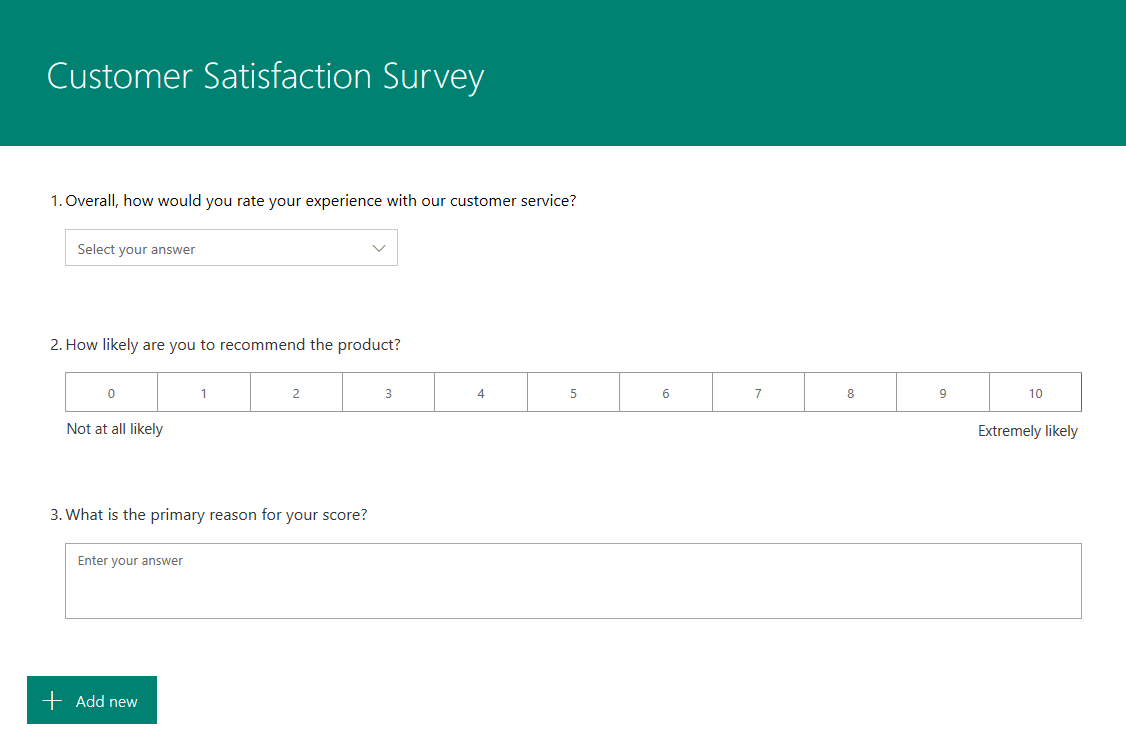 Customer Satisfaction Survey
1. Overall, how would you rate your experience with our customer service?
Select your answer
2. How likely are you to recommend the product?
0 1 2 3 4 5 6 7 8 9 10
Not at all likely Extremely likely
3. What is the primary reason for your score?
Enter your answer
Add new